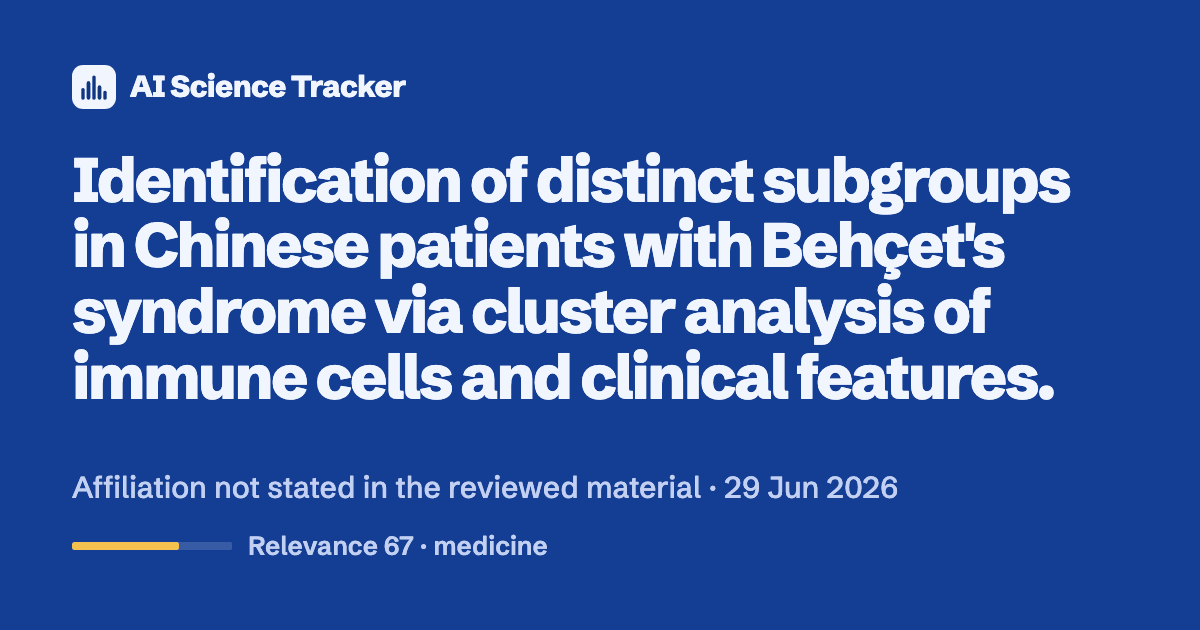 AI Science Tracker
Identification of distinct subgroups
in Chinese patients with Behçet's
syndrome via cluster analysis of
immune cells and clinical features.
Affiliation not stated in the reviewed material · 29 Jun 2026
Relevance 67 · medicine